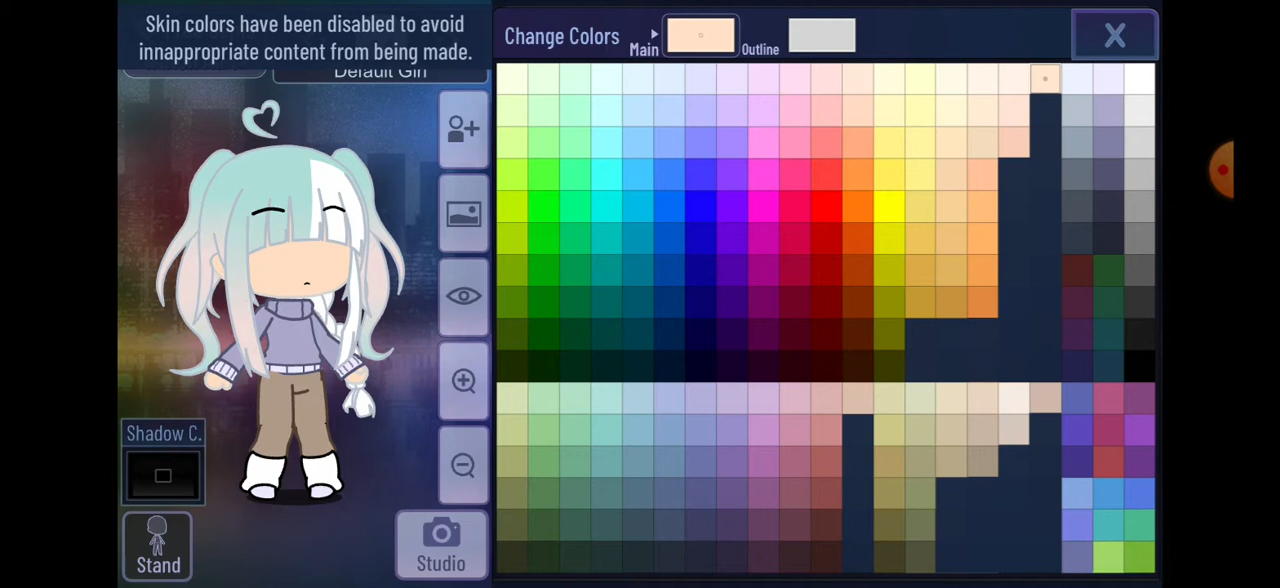 Skin colors have been disabled to avoid
innappropriate content from being made.
Default Girl
Change Colors
Main
Outline
X
Shadow C.
Stand
Studio